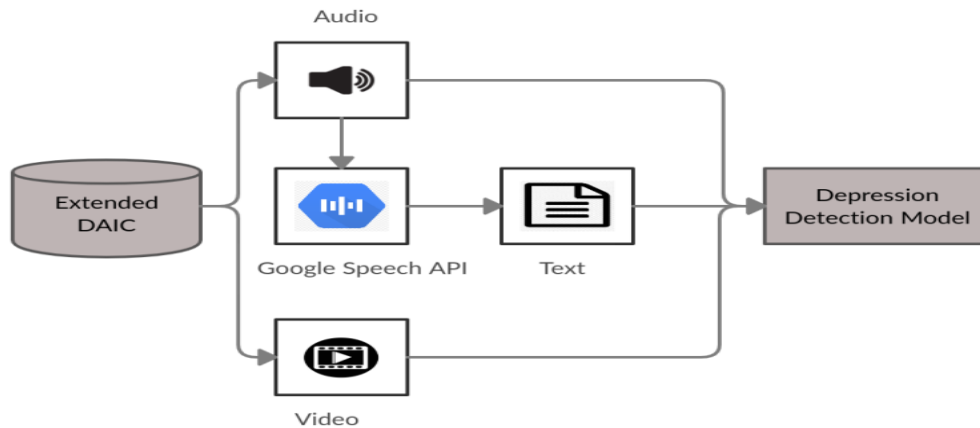 Audio
Extended
DAIC
Google Speech API
Text
Depression
Detection Model
Video